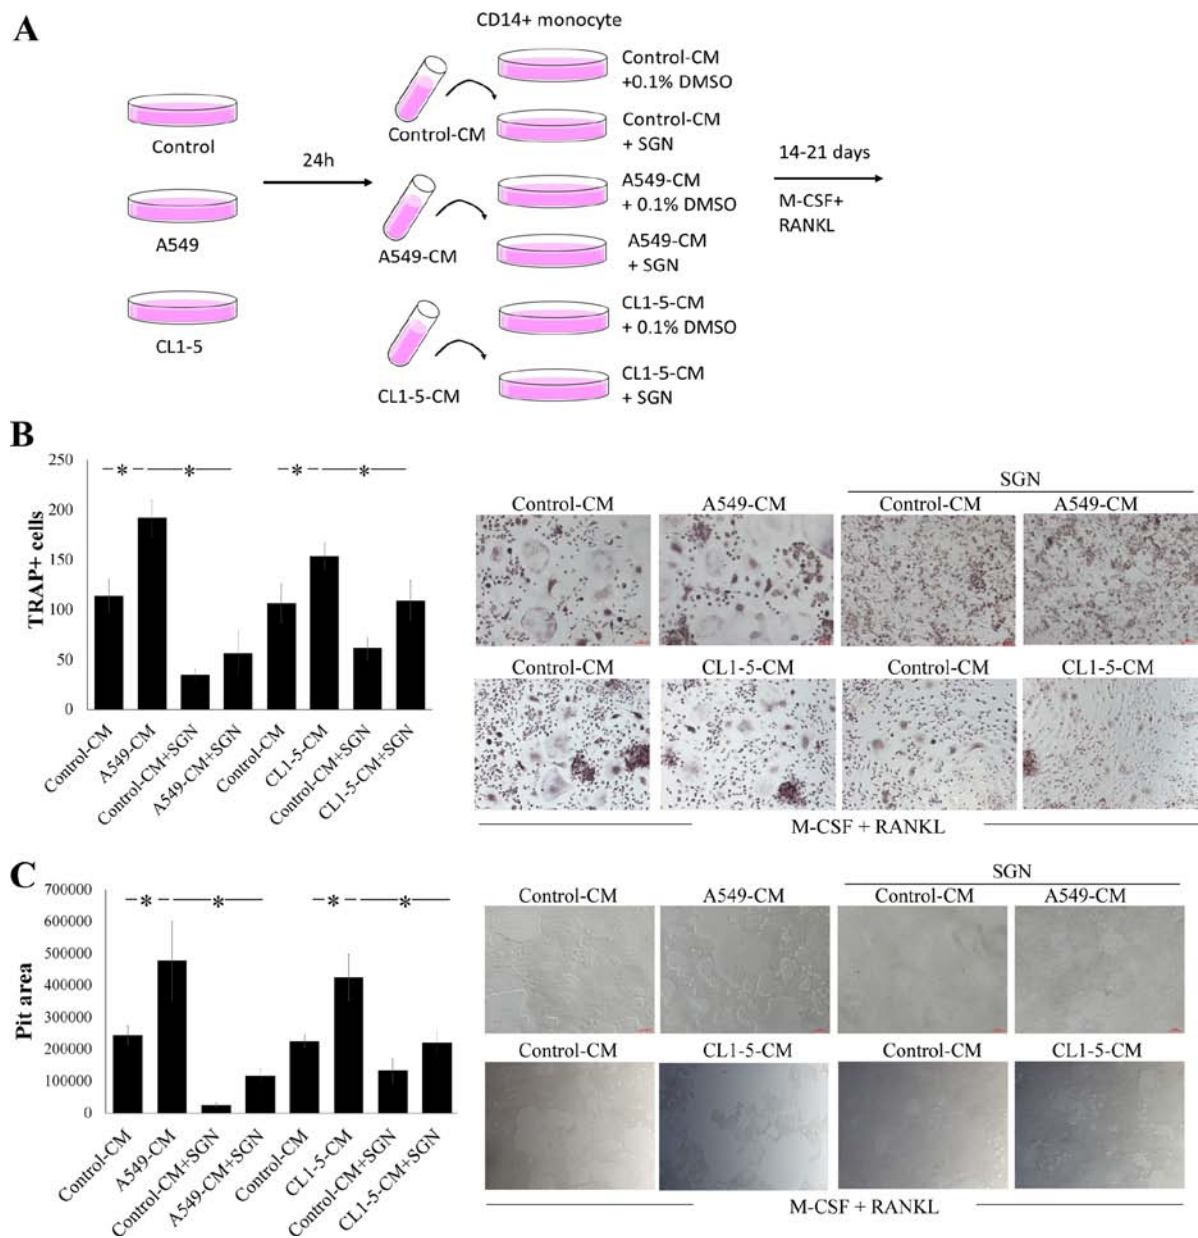 A
CD14+ monocyte
Control
A549
CL1-5
24h
Control-CM
A549-CM
CL1-5-CM
Control-CM
+0.1% DMSO
Control-CM
+ SGN
A549-CM
+ 0.1% DMSO
A549-CM
+ SGN
CL1-5-CM
+ 0.1% DMSO
CL1-5-CM
+ SGN
14-21 days
M-CSF+
RANKL
B
TRAP+ cells
250
200
150
100
50
0
* * * *
Control-CM
A549-CM
Control-CM+SGN
A549-CM+SGN
Control-CM
CL1-5-CM
Control-CM+SGN
CL1-5-CM+SGN
SGN
Control-CM A549-CM Control-CM A549-CM
Control-CM CL1-5-CM Control-CM CL1-5-CM
M-CSF + RANKL
C
Pit area
700000
600000
500000
400000
300000
200000
100000
0
* * * *
Control-CM
A549-CM
Control-CM+SGN
A549-CM+SGN
Control-CM
CL1-5-CM
Control-CM+SGN
CL1-5-CM+SGN
SGN
Control-CM A549-CM Control-CM A549-CM
Control-CM CL1-5-CM Control-CM CL1-5-CM
M-CSF + RANKL